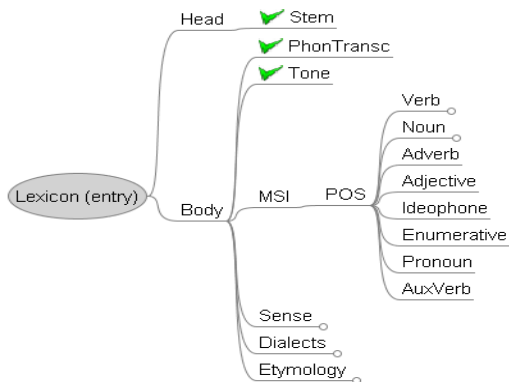 Head
Stem
PhonTransc
Tone
Verb
Noun
Adverb
Lexicon (entry)
Body
MSI
POS
Adjective
Ideophone
Enumerative
Pronoun
AuxVerb
Sense
Dialects
Etymology